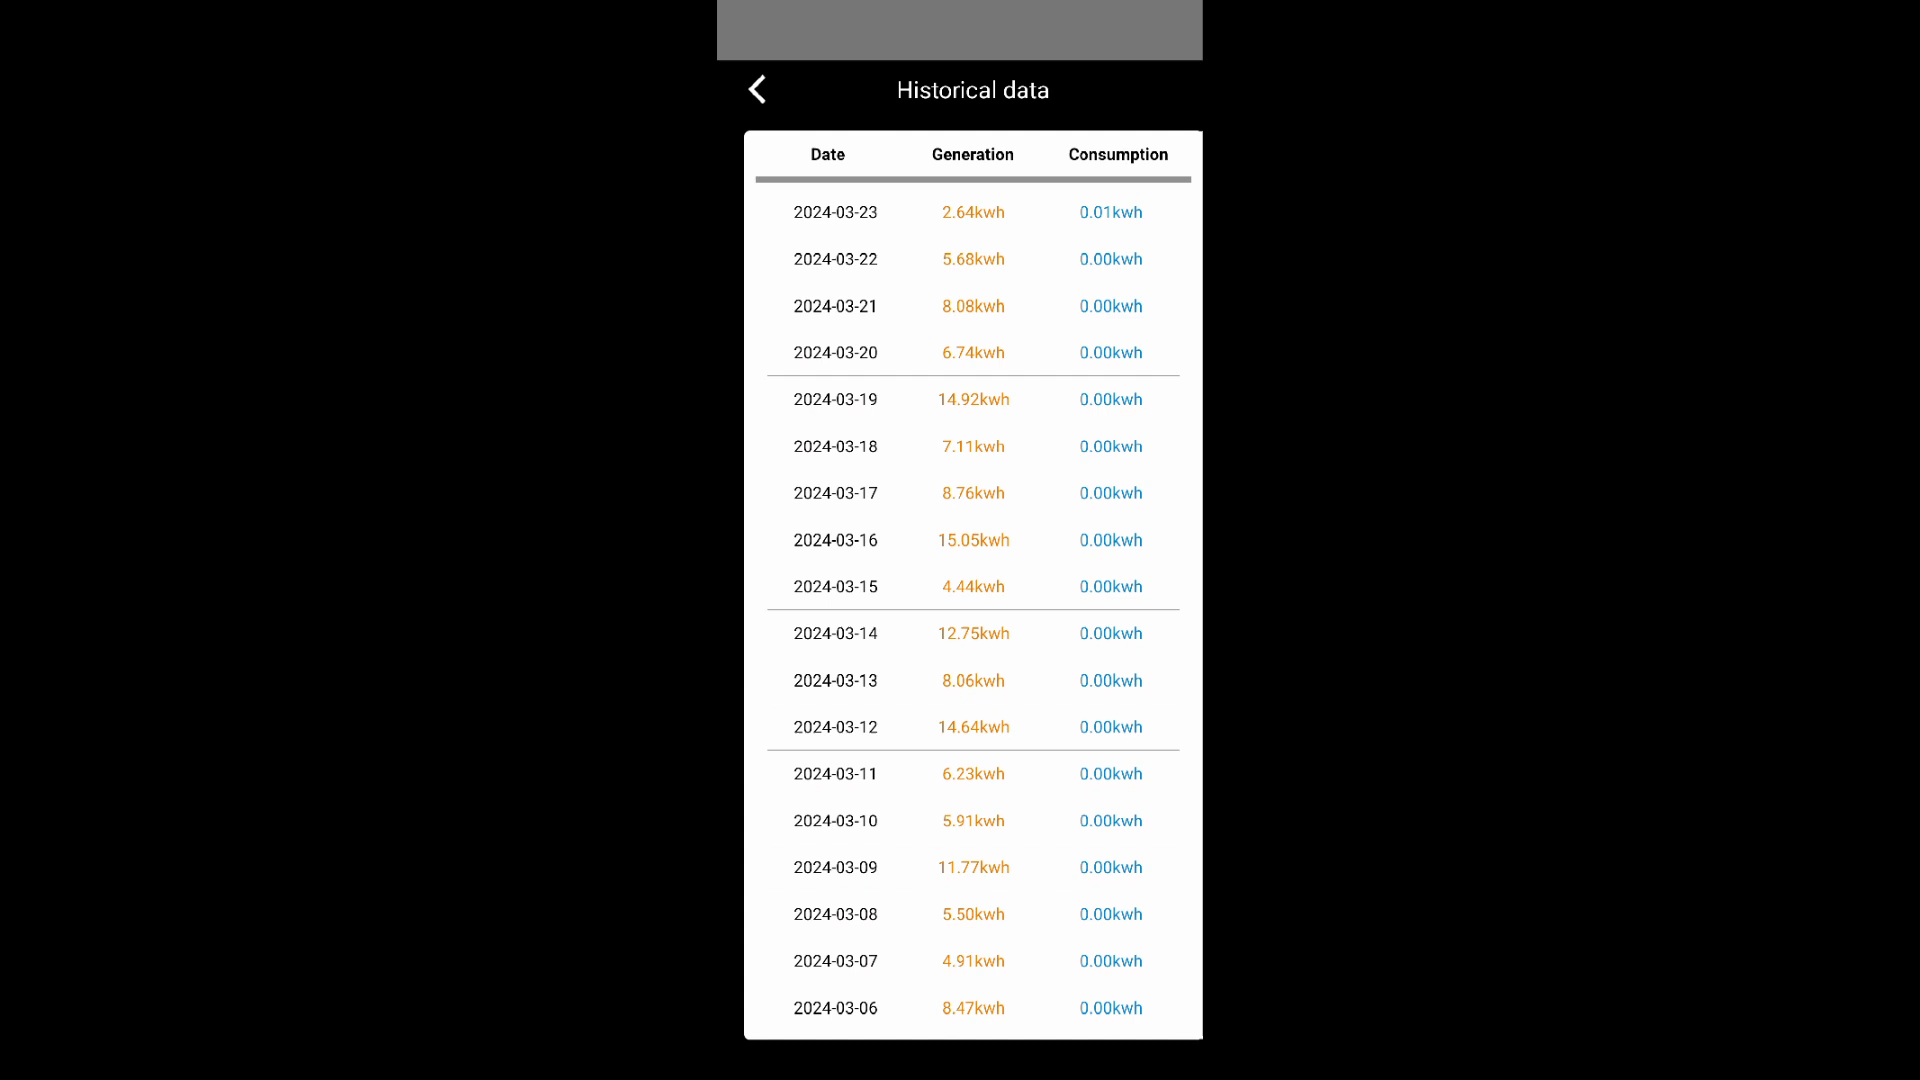 Historical data
Date Generation Consumption
2024-03-23 2.64kwh 0.01kwh
2024-03-22 5.68kwh 0.00kwh
2024-03-21 8.08kwh 0.00kwh
2024-03-20 6.74kwh 0.00kwh
2024-03-19 14.92kwh 0.00kwh
2024-03-18 7.11kwh 0.00kwh
2024-03-17 8.76kwh 0.00kwh
2024-03-16 15.05kwh 0.00kwh
2024-03-15 4.44kwh 0.00kwh
2024-03-14 12.75kwh 0.00kwh
2024-03-13 8.06kwh 0.00kwh
2024-03-12 14.64kwh 0.00kwh
2024-03-11 6.23kwh 0.00kwh
2024-03-10 5.91kwh 0.00kwh
2024-03-09 11.77kwh 0.00kwh
2024-03-08 5.50kwh 0.00kwh
2024-03-07 4.91kwh 0.00kwh
2024-03-06 8.47kwh 0.00kwh